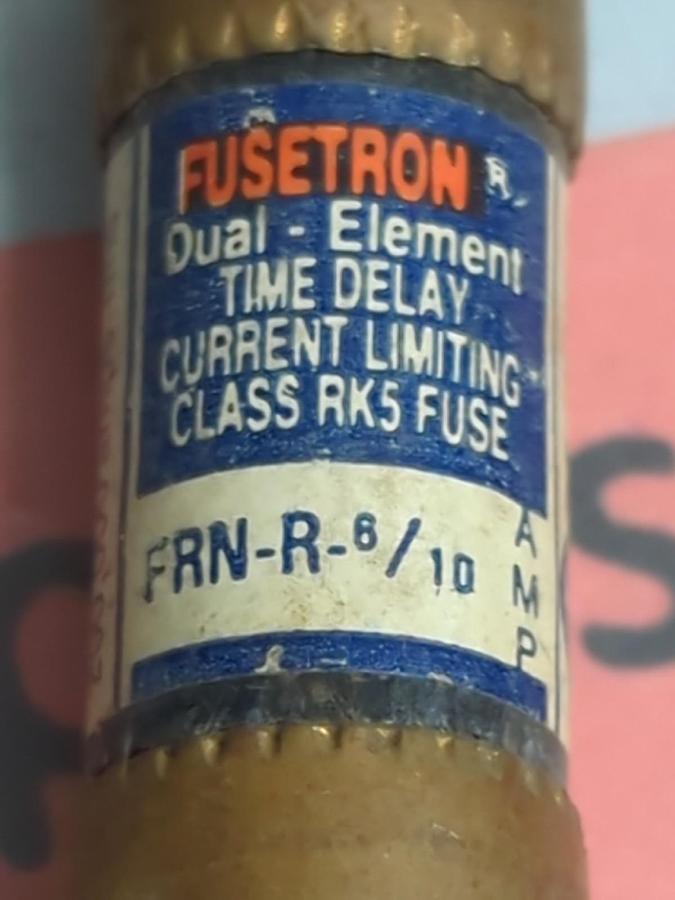 FUSETRON ®
Dual - Element
TIME DELAY
CURRENT LIMITING
CLASS RK5 FUSE
FRN-R-6/10
AMP